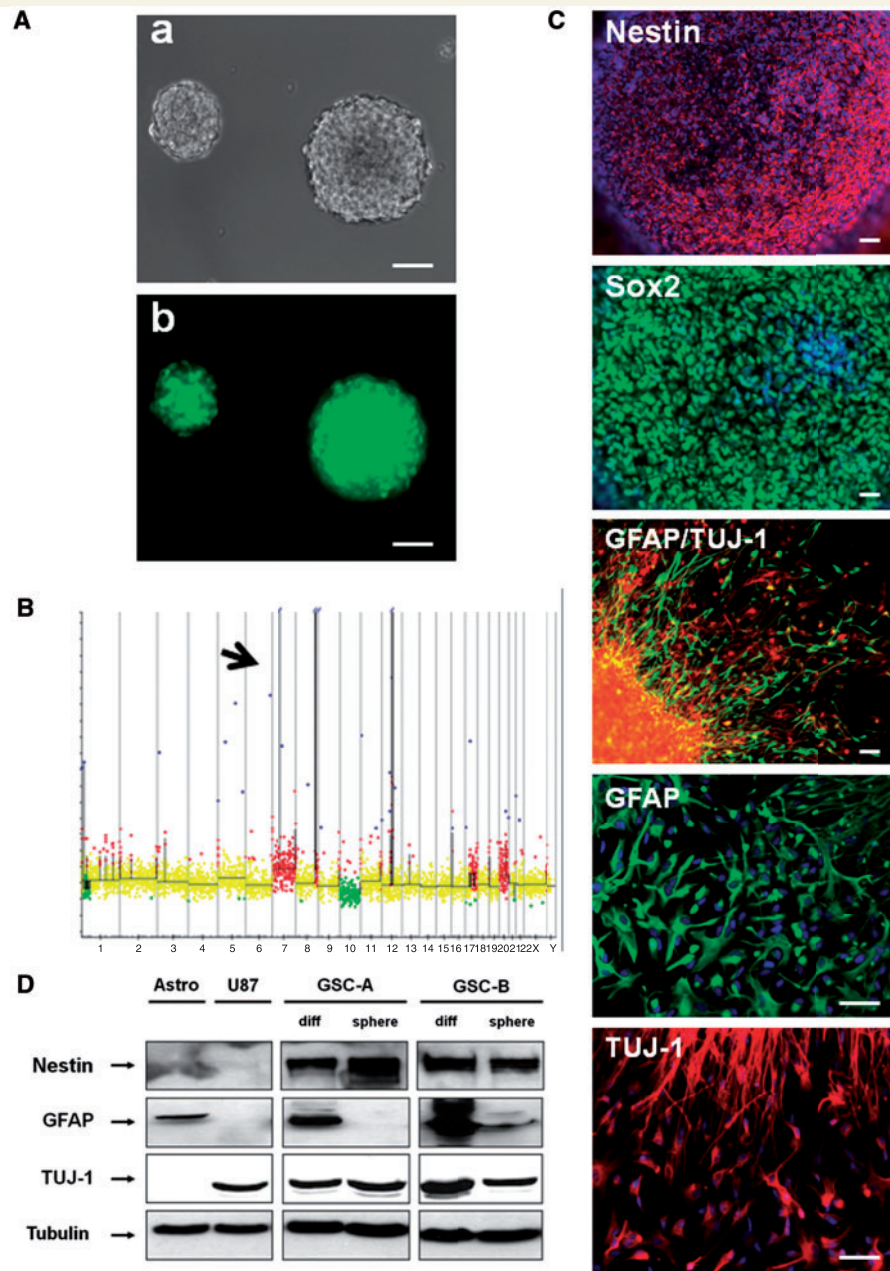 A
a
b
B
1 2 3 4 5 6 7 8 9 10 11 12 13 14 15 16 17 18 19 20 21 22 X Y
C
Nestin
Sox2
GFAP/TUJ-1
GFAP
TUJ-1
D
Astro U87 GSC-A GSC-B
diff sphere diff sphere
Nestin
GFAP
TUJ-1
Tubulin